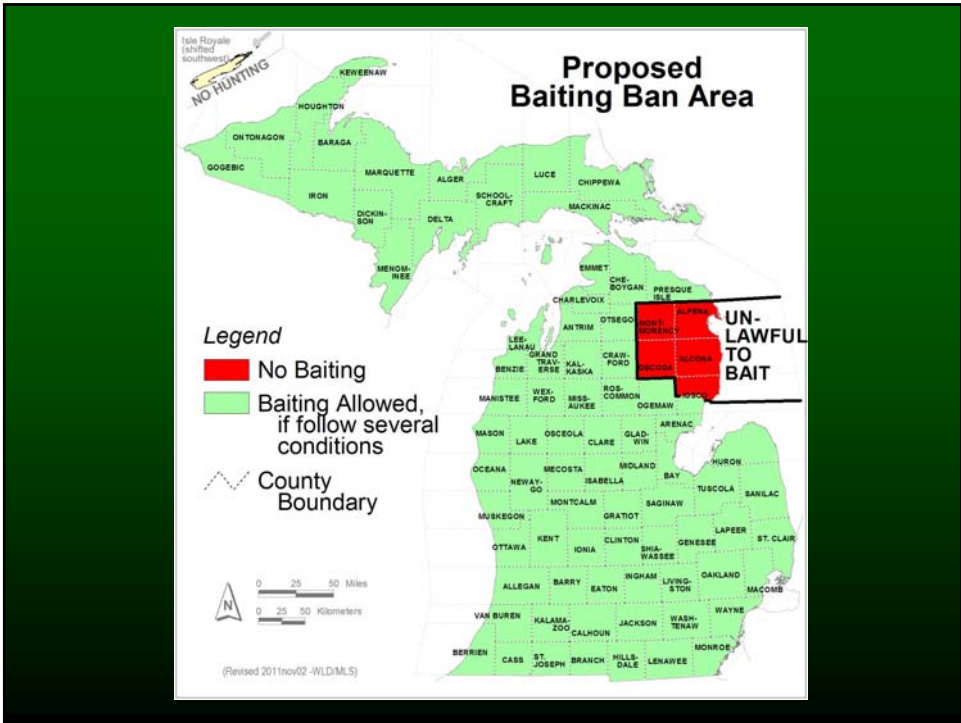 Isle Royale
(shifted
southwest)
NO HUNTING
Proposed
Baiting Ban Area
KEWEENAW
HOUGHTON
ONTONAGON
BARAGA
GOGEBIC
MARQUETTE
ALGER
LUCE
CHIPPEWA
IRON
SCHOOL-
CRAFT
MACKINAC
DICKIN-
SON
DELTA
MENOM-
INEE
EMMET
CHE-
BOYGAN
PRESQUE
ISLE
CHARLEVOIX
OTSEGO
MONT-
MORENCY
ALPENA
UN-
LAWFUL
TO
BAIT
ANTRIM
LEE-
LANAU
GRAND
TRAV-
ERSE
KAL-
KASKA
CRAW-
FORD
OSCODA
ALCONA
BENZIE
MANISTEE
WEX-
FORD
MISS-
AUKEE
ROS-
COMMON
OGEMAW
IOSCO
Legend
No Baiting
Baiting Allowed,
if follow several
conditions
County
Boundary
MASON
LAKE
OSCEOLA
CLARE
GLAD-
WIN
ARENAC
OCEANA
NEWAY-
GO
MECOSTA
ISABELLA
MIDLAND
BAY
HURON
TUSCOLA
SANILAC
MONTCALM
GRATIOT
SAGINAW
MUSKEGON
OTTAWA
KENT
IONIA
CLINTON
SHIA-
WASSEE
GENESEE
LAPEER
ST. CLAIR
ALLEGAN
BARRY
EATON
INGHAM
LIVING-
STON
OAKLAND
MACOMB
VAN BUREN
KALAMA-
ZOO
CALHOUN
JACKSON
WASH-
TENAW
WAYNE
BERRIEN
CASS
ST.
JOSEPH
BRANCH
HILLS-
DALE
LENAWEE
MONROE
N
0 25 50 Miles
0 25 50 Kilometers
(Revised 2011nov02 -WLD/MLS)